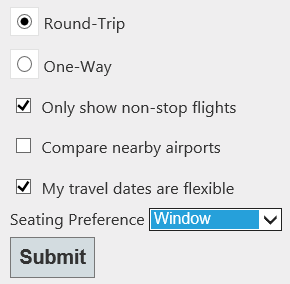 Round-Trip
One-Way
Only show non-stop flights
Compare nearby airports
My travel dates are flexible
Seating Preference Window
Submit